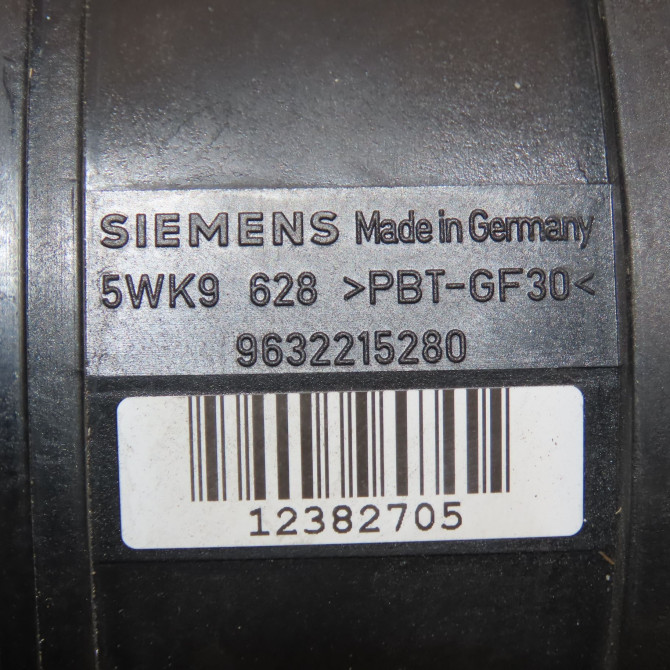 SIEMENS Made in Germany
5WK9 628 >PBT-GF30<
9632215280
12382705